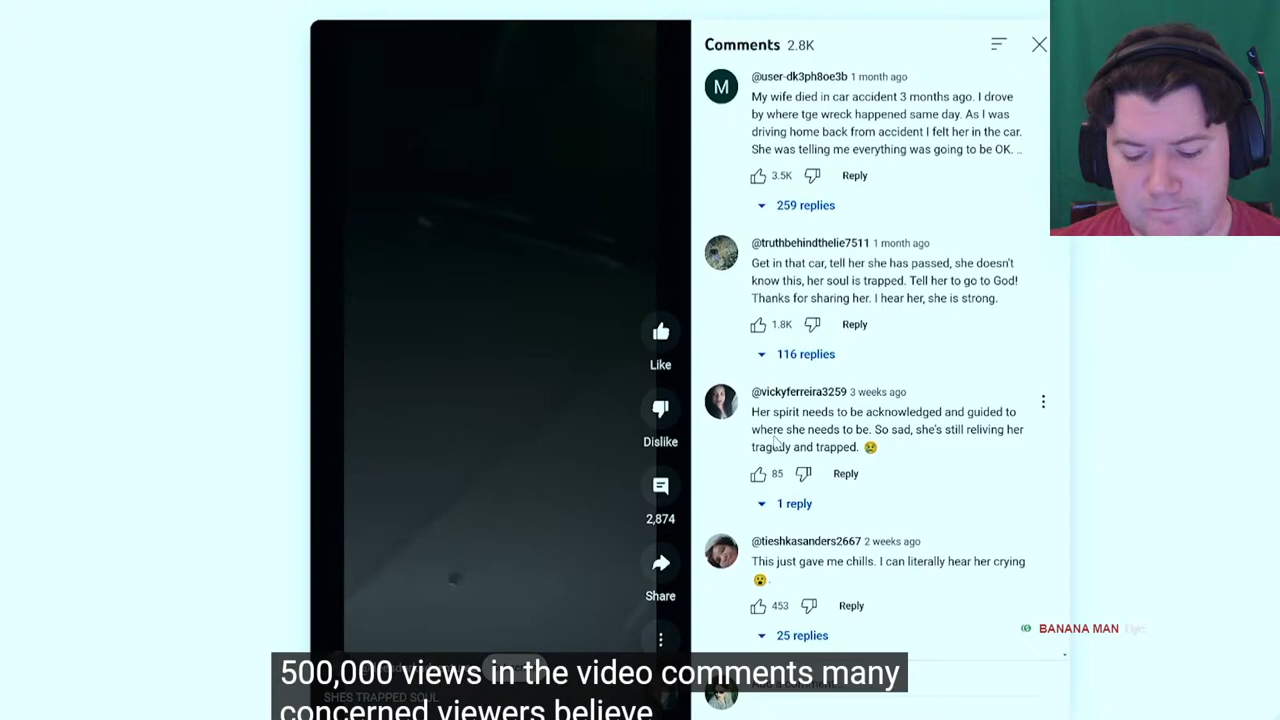 Comments 2.8K
@user-dk3ph8oe3b 1 month ago
My wife died in car accident 3 months ago. I drove
by where tge wreck happened same day. As I was
driving home back from accident I felt her in the car.
She was telling me everything was going to be OK. ...
3.5K Reply
259 replies
@truthbehindthelie7511 1 month ago
Get in that car, tell her she has passed, she doesn't
know this, her soul is trapped. Tell her to go to God!
Thanks for sharing her. I hear her, she is strong.
1.8K Reply
116 replies
@vickyferreira3259 3 weeks ago
Her spirit needs to be acknowledged and guided to
where she needs to be. So sad, she's still reliving her
tragedy and trapped. 😢
85 Reply
1 reply
@tieshkasanders2667 2 weeks ago
This just gave me chills. I can literally hear her crying
😮.
453 Reply
25 replies
M
Like
Dislike
2,874
Share
BANANA MAN
SHES TRAPPED SOUL
500,000 views in the video comments many
concerned viewers believe